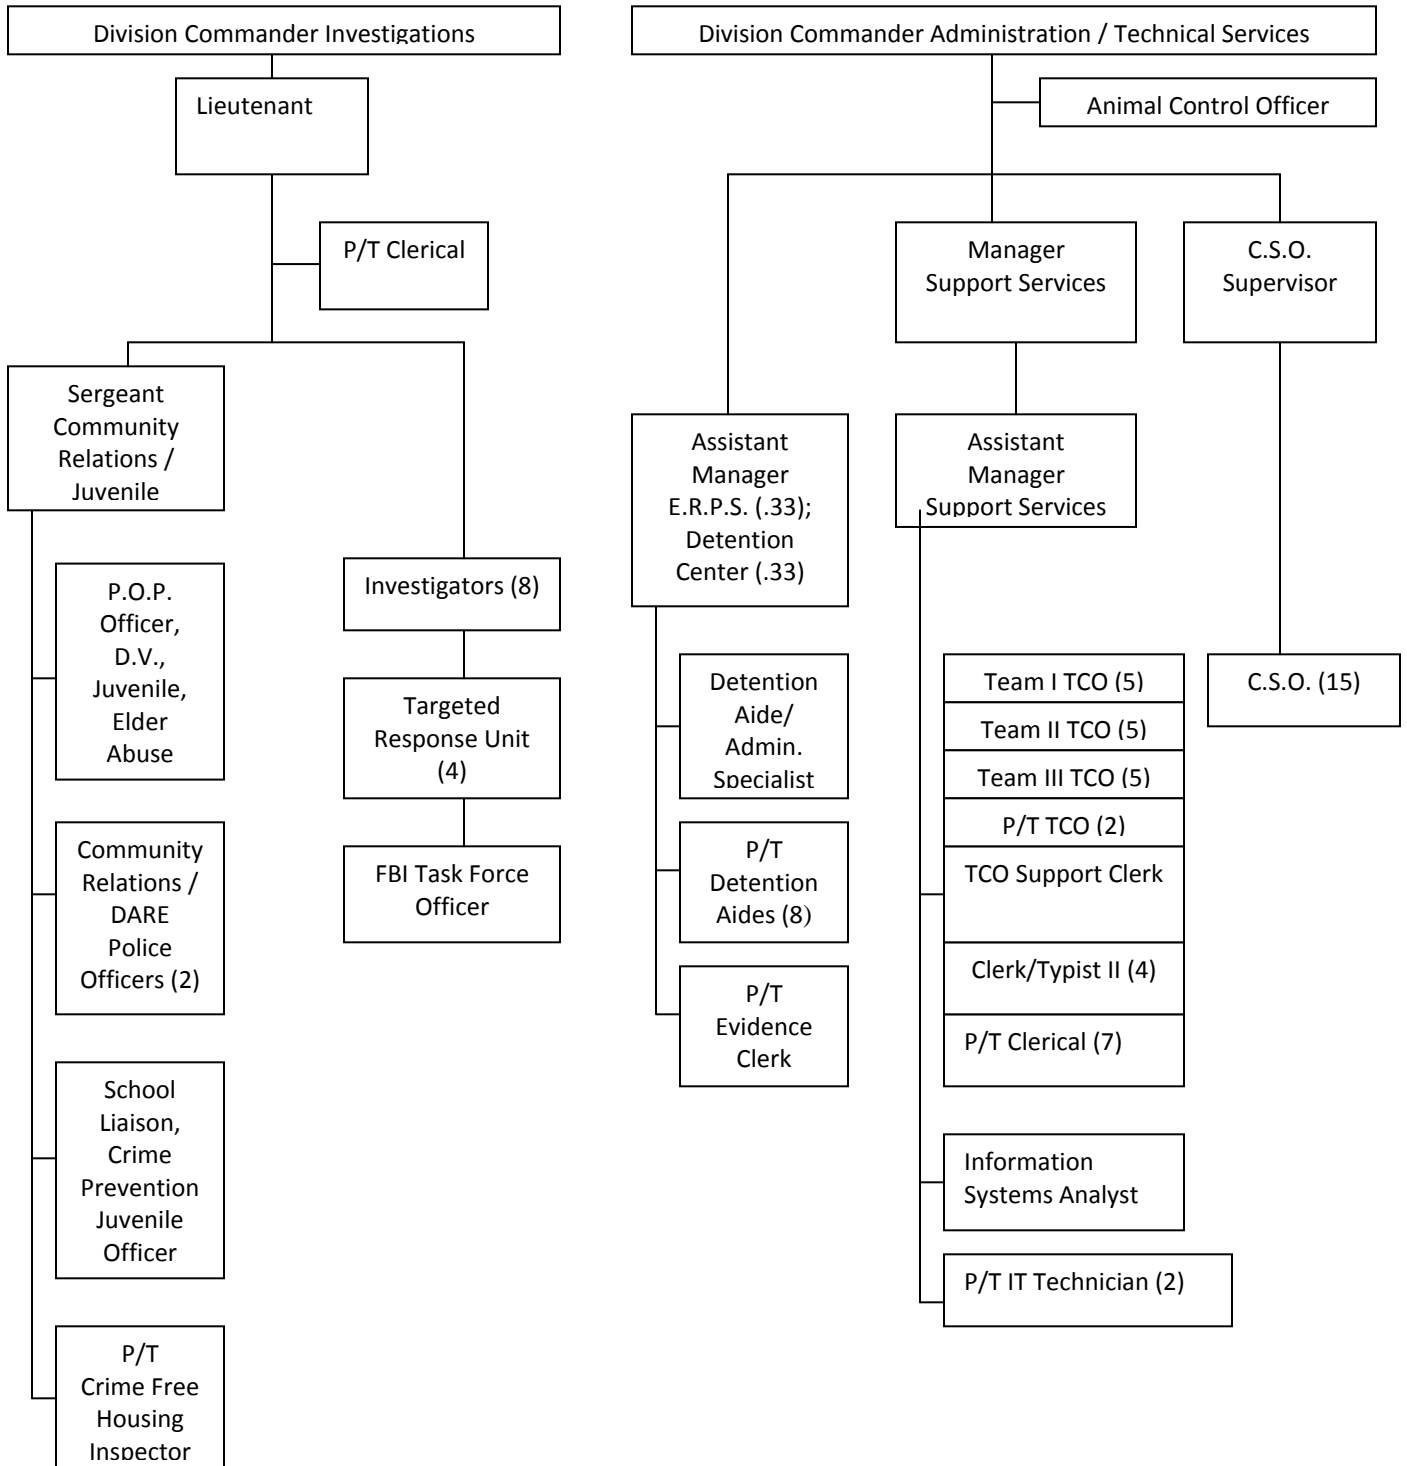 Division Commander Investigations
Lieutenant
P/T Clerical
Sergeant
Community
Relations /
Juvenile
P.O.P.
Officer,
D.V.,
Juvenile,
Elder
Abuse
Community
Relations /
DARE
Police
Officers (2)
School
Liaison,
Crime
Prevention
Juvenile
Officer
P/T
Crime Free
Housing
Inspector
Investigators (8)
Targeted
Response Unit
(4)
FBI Task Force
Officer
Division Commander Administration / Technical Services
Animal Control Officer
Assistant
Manager
E.R.P.S. (.33);
Detention
Center (.33)
Detention
Aide/
Admin.
Specialist
P/T
Detention
Aides (8)
P/T
Evidence
Clerk
Manager
Support Services
Assistant
Manager
Support Services
Team I TCO (5)
Team II TCO (5)
Team III TCO (5)
P/T TCO (2)
TCO Support Clerk
Clerk/Typist II (4)
P/T Clerical (7)
Information
Systems Analyst
P/T IT Technician (2)
C.S.O.
Supervisor
C.S.O. (15)